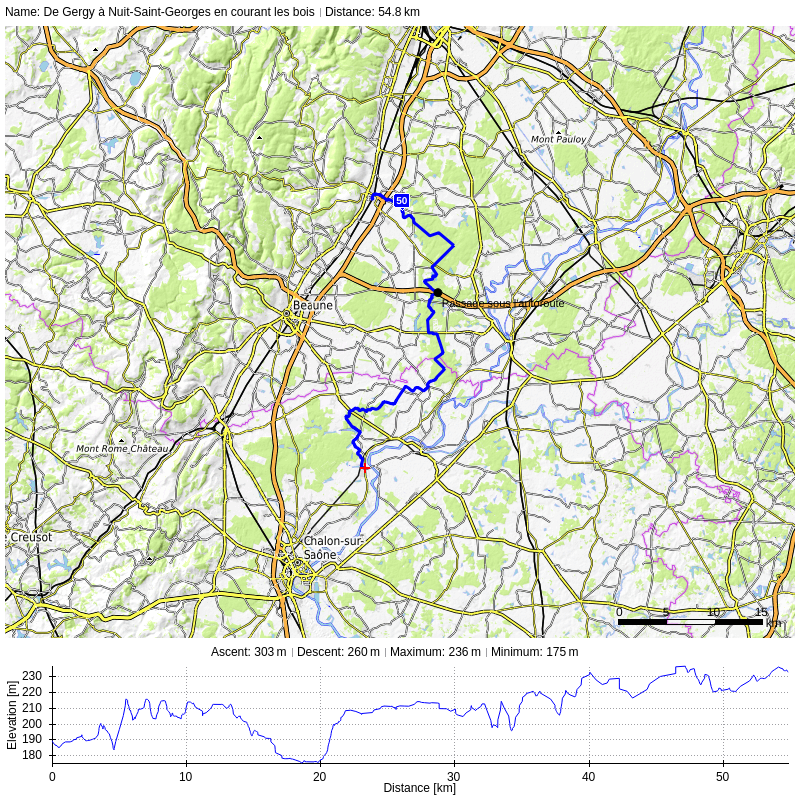 Name: De Gergy à Nuit-Saint-Georges en courant les bois | Distance: 54.8 km
Mont Pauloy
50
Passage sous l'autoroute
Beaune
Mont Rome Château
e Creusot
Chalon-sur-
Saône
0 5 10 15
km
Ascent: 303 m | Descent: 260 m | Maximum: 236 m | Minimum: 175 m
Elevation [m]
230
220
210
200
190
180
0 10 20 30 40 50
Distance [km]